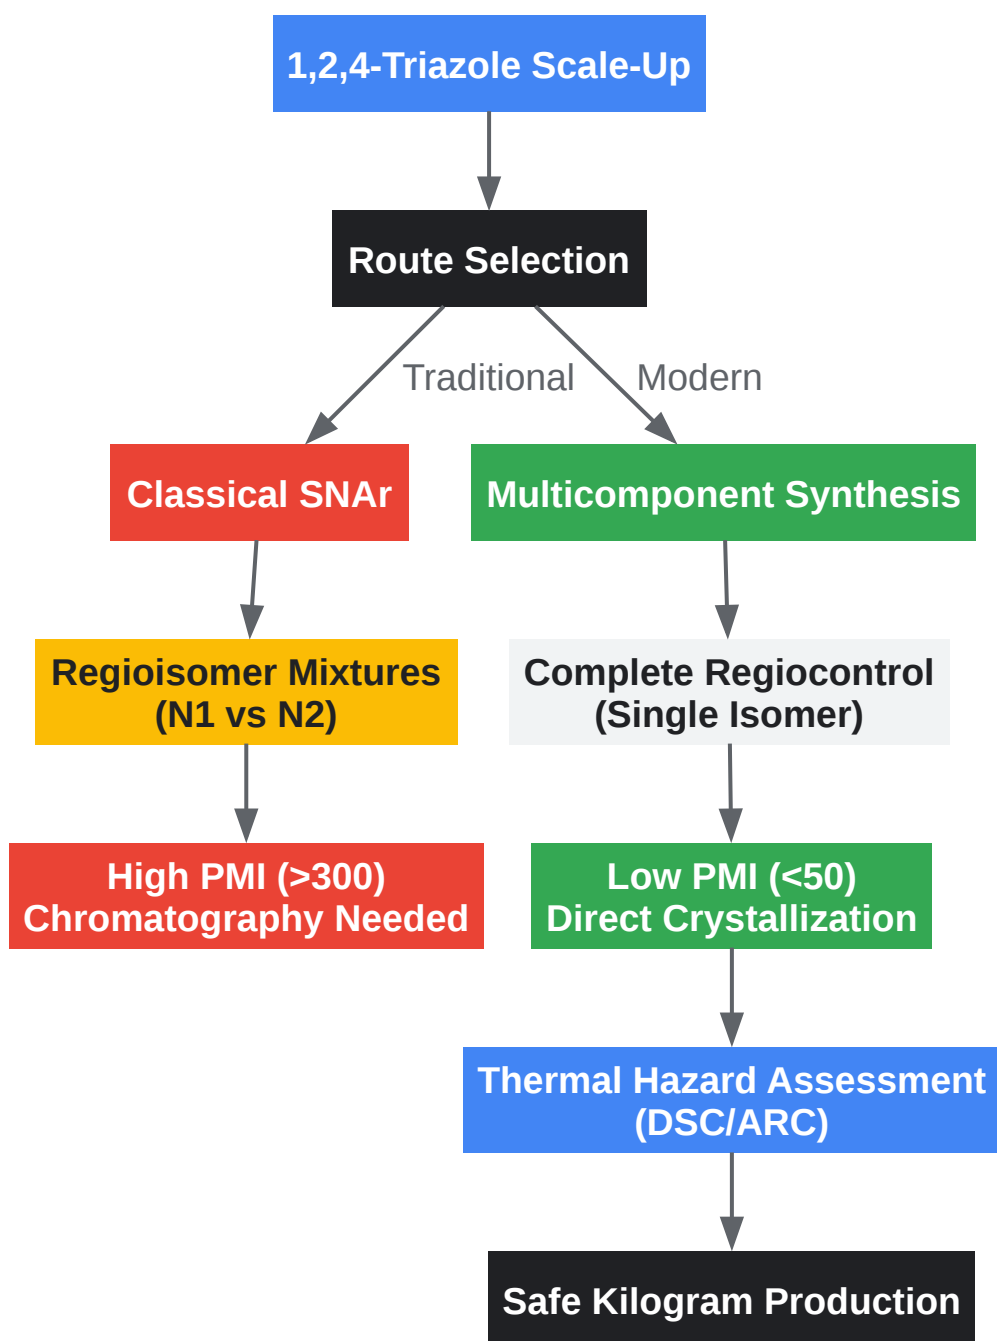 1,2,4-Triazole Scale-Up
Route Selection
Traditional
Modern
Classical SNAr
Multicomponent Synthesis
Regioisomer Mixtures
(N1 vs N2)
Complete Regiocontrol
(Single Isomer)
High PMI (>300)
Chromatography Needed
Low PMI (<50)
Direct Crystallization
Thermal Hazard Assessment
(DSC/ARC)
Safe Kilogram Production